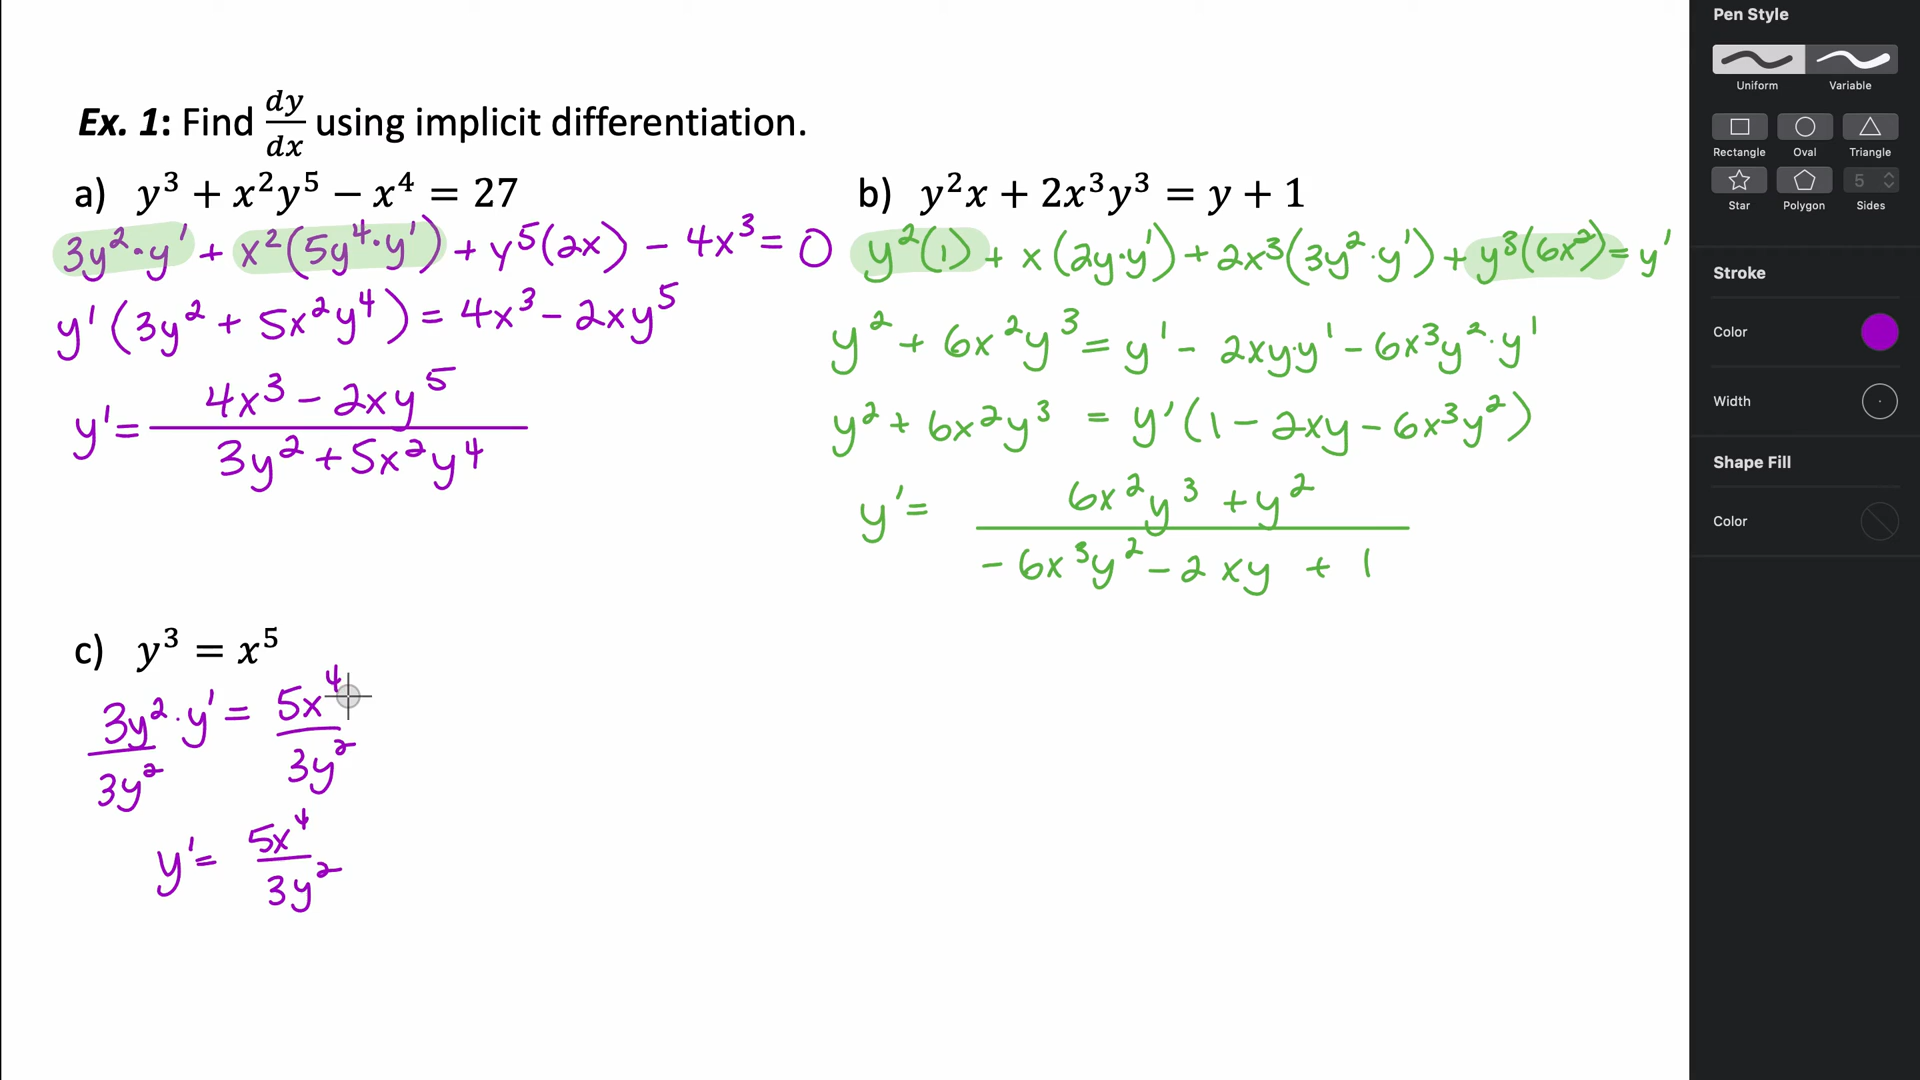 Ex. 1: Find dy/dx using implicit differentiation.
a) y³ + x²y⁵ − x⁴ = 27
3y²·y' + x²(5y⁴·y') + y⁵(2x) − 4x³ = 0
y'(3y² + 5x²y⁴) = 4x³ − 2xy⁵
y' = (4x³ − 2xy⁵)/(3y² + 5x²y⁴)
b) y²x + 2x³y³ = y + 1
y²(1) + x(2y·y') + 2x³(3y²·y') + y³(6x²) = y'
y² + 6x²y³ = y' − 2xy·y' − 6x³y²·y'
y² + 6x²y³ = y'(1 − 2xy − 6x³y²)
y' = (6x²y³ + y²)/(−6x³y² − 2xy + 1)
c) y³ = x⁵
3y²·y'/3y² = 5x⁴/3y²
y' = 5x⁴/3y²
Pen Style
Uniform Variable
Rectangle Oval Triangle
5
Star Polygon Sides
Stroke
Color
Width
Shape Fill
Color